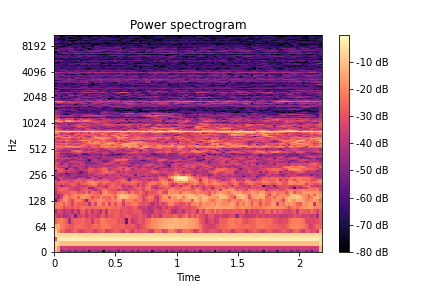 Power spectrogram
8192
4096
2048
1024
512
256
128
64
0
Hz
0 0.5 1 1.5 2
Time
-10 dB
-20 dB
-30 dB
-40 dB
-50 dB
-60 dB
-70 dB
-80 dB